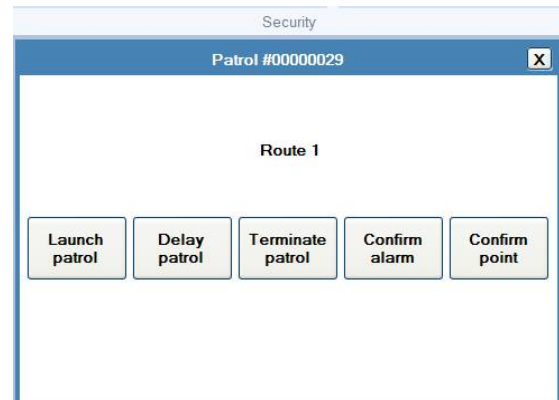 Security
Patrol #00000029
X
Route 1
Launch patrol
Delay patrol
Terminate patrol
Confirm alarm
Confirm point